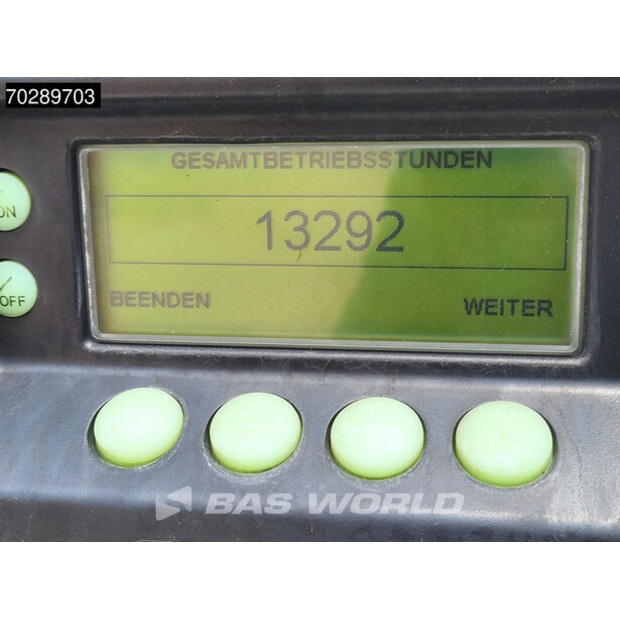 70289703
GESAMTBETRIEBSSTUNDEN
13292
ON
BEENDEN
WEITER
OFF
BAS WORLD